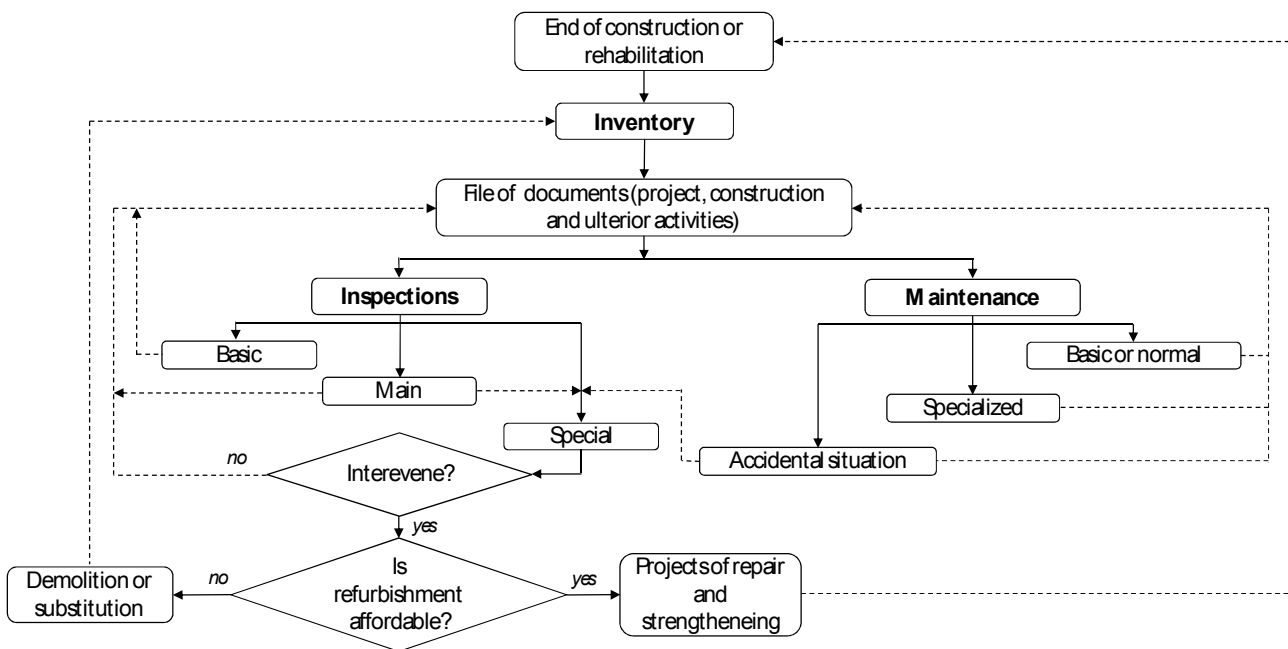 End of construction or
rehabilitation
Inventory
File of documents (project, construction
and ulterior activities)
Inspections
Maintenance
Basic
Basic or normal
Main
Specialized
Special
Accidental situation
no
Interevene?
yes
Demolition or
substitution
no
Is
refurbishment
affordable?
yes
Projects of repair
and
strengtheneing